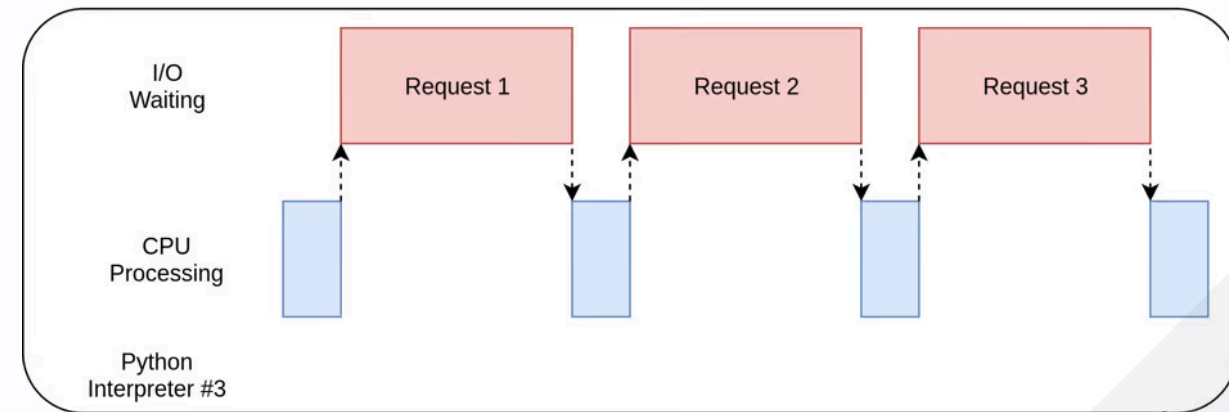 I/O
Waiting
Request 1
Request 2
Request 3
CPU
Processing
Python
Interpreter #3